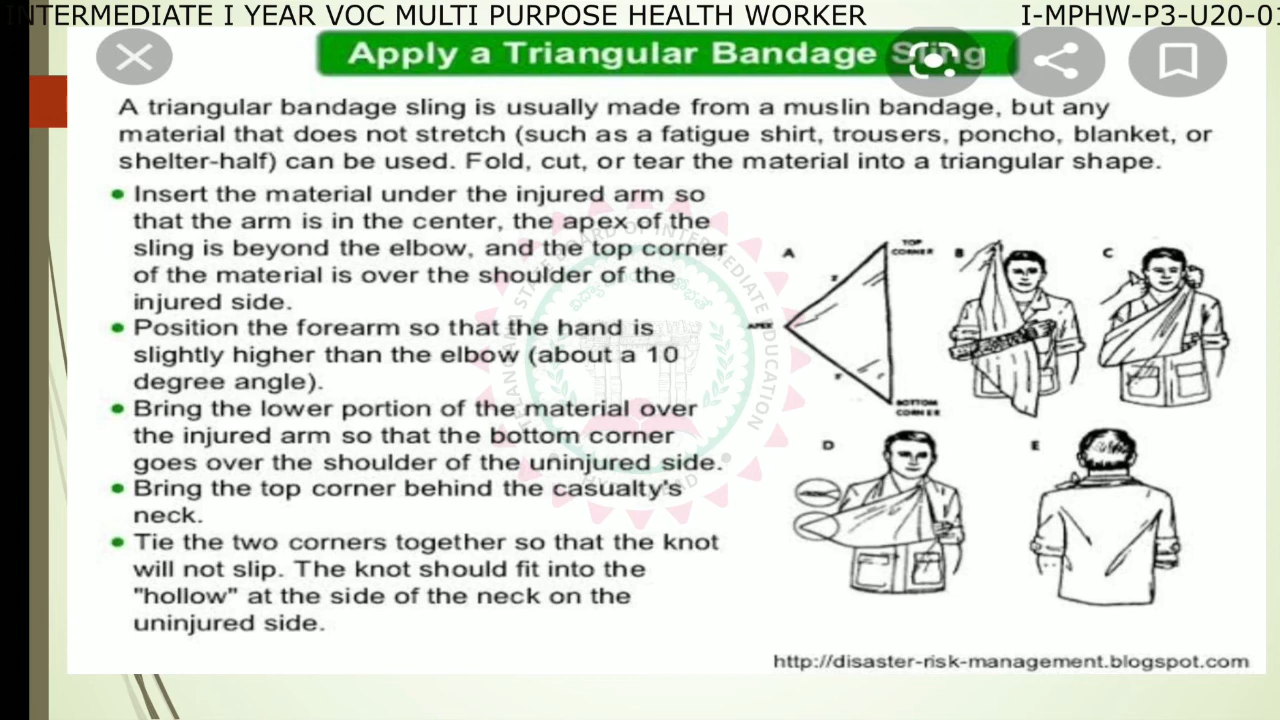 INTERMEDIATE I YEAR VOC MULTI PURPOSE HEALTH WORKER
I-MPHW-P3-U20-01
Apply a Triangular Bandage Sling
A triangular bandage sling is usually made from a muslin bandage, but any
material that does not stretch (such as a fatigue shirt, trousers, poncho, blanket, or
shelter-half) can be used. Fold, cut, or tear the material into a triangular shape.
• Insert the material under the injured arm so
that the arm is in the center, the apex of the
sling is beyond the elbow, and the top corner
of the material is over the shoulder of the
injured side.
• Position the forearm so that the hand is
slightly higher than the elbow (about a 10
degree angle).
• Bring the lower portion of the material over
the injured arm so that the bottom corner
goes over the shoulder of the uninjured side.
• Bring the top corner behind the casualty's
neck.
• Tie the two corners together so that the knot
will not slip. The knot should fit into the
"hollow" at the side of the neck on the
uninjured side.
A
TOP
CORNER
APEX
BOTTOM
CORNER
B
C
D
E
TELANGANA STATE BOARD OF INTERMEDIATE EDUCATION
http://disaster-risk-management.blogspot.com